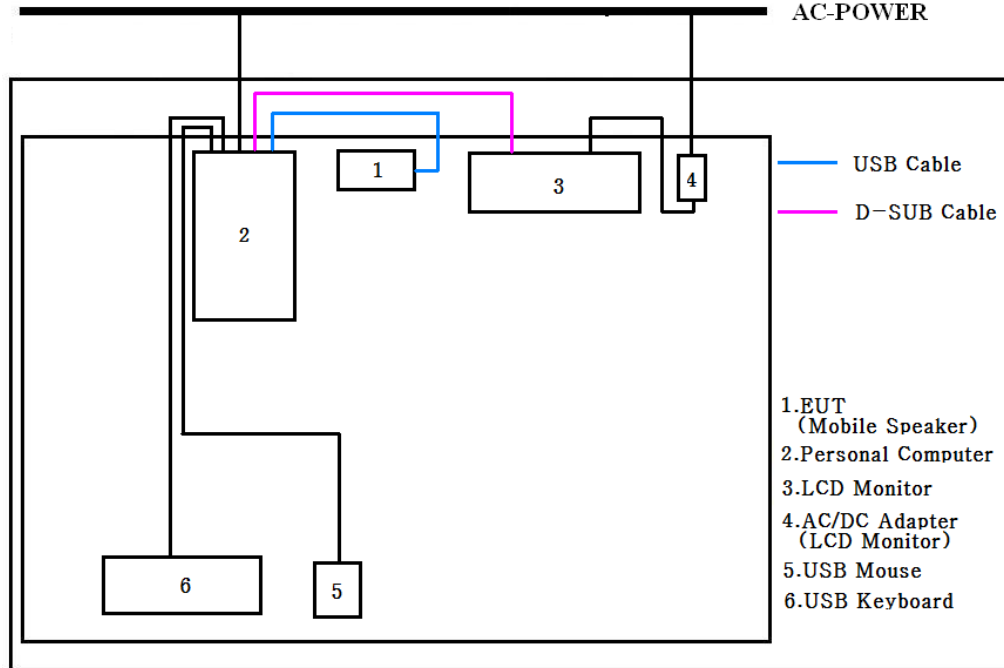 AC-POWER
USB Cable
D-SUB Cable
1
2
3
4
5
6
1.EUT
(Mobile Speaker)
2.Personal Computer
3.LCD Monitor
4.AC/DC Adapter
(LCD Monitor)
5.USB Mouse
6.USB Keyboard